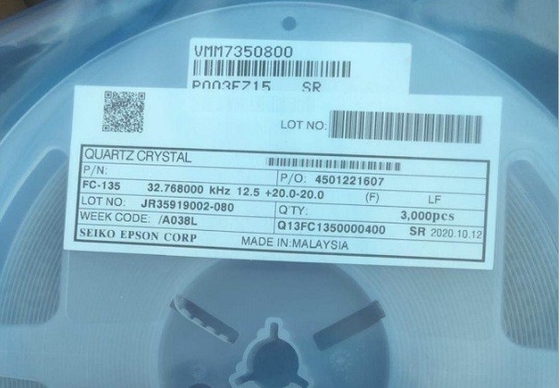 VMM7350800
P003FZ15 SR
LOT NO:
QUARTZ CRYSTAL
P/N: P/O: 4501221607
FC-135 32.768000 kHz 12.5 +20.0-20.0 (F) LF
LOT NO: JR35919002-080 Q'TY. 3,000pcs
WEEK CODE: /A038L Q13FC1350000400 SR 2020.10.12
SEIKO EPSON CORP MADE IN:MALAYSIA